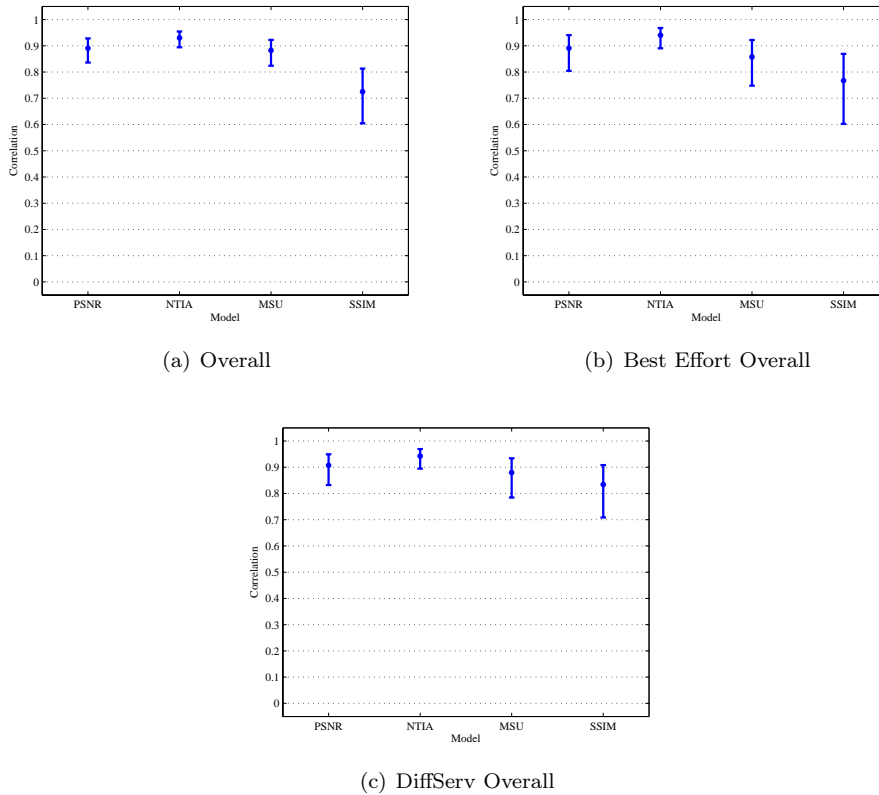 1
0.9
0.8
0.7
0.6
0.5
0.4
0.3
0.2
0.1
0
Correlation
PSNR NTIA MSU SSIM
Model
(a) Overall
1
0.9
0.8
0.7
0.6
0.5
0.4
0.3
0.2
0.1
0
Correlation
PSNR NTIA MSU SSIM
Model
(b) Best Effort Overall
1
0.9
0.8
0.7
0.6
0.5
0.4
0.3
0.2
0.1
0
Correlation
PSNR NTIA MSU SSIM
Model
(c) DiffServ Overall